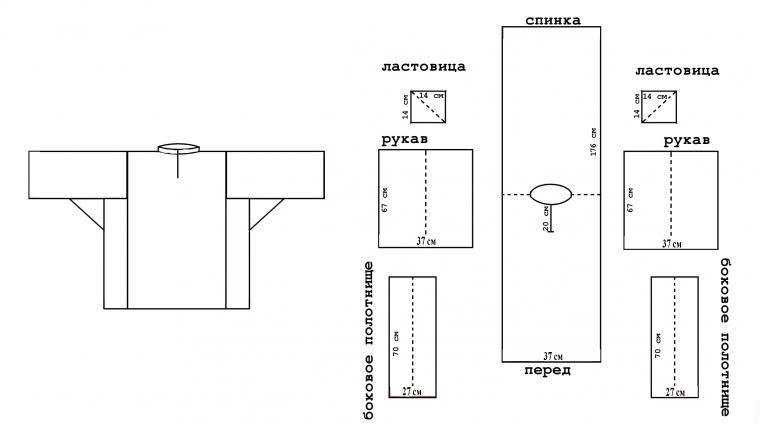 спинка
ластовица
14 см
14 см
рукав
67 см
37 см
боковое полотнище
70 см
27 см
176 см
20 см
37 см
перед
ластовица
14 см
14 см
рукав
67 см
37 см
боковое полотнище
70 см
27 см